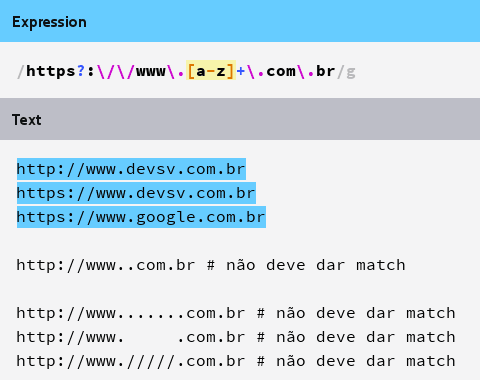 Expression
/https?:\/\/www\.[a-z]+\.com\.br/g
Text
http://www.devsv.com.br
https://www.devsv.com.br
https://www.google.com.br
http://www..com.br # não deve dar match
http://www.......com.br # não deve dar match
http://www.     .com.br # não deve dar match
http://www./////.com.br # não deve dar match